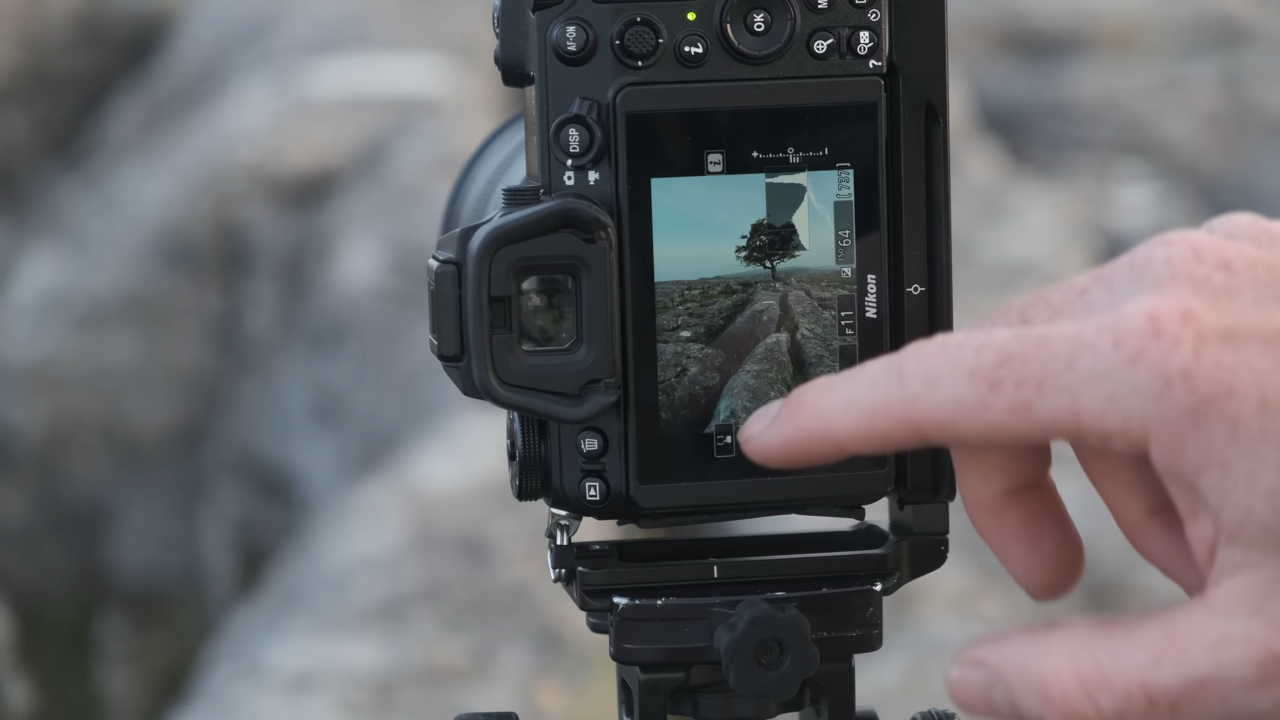 AF-ON
i
OK
?
DISP
i
[737]
ISO 64
F11
Nikon